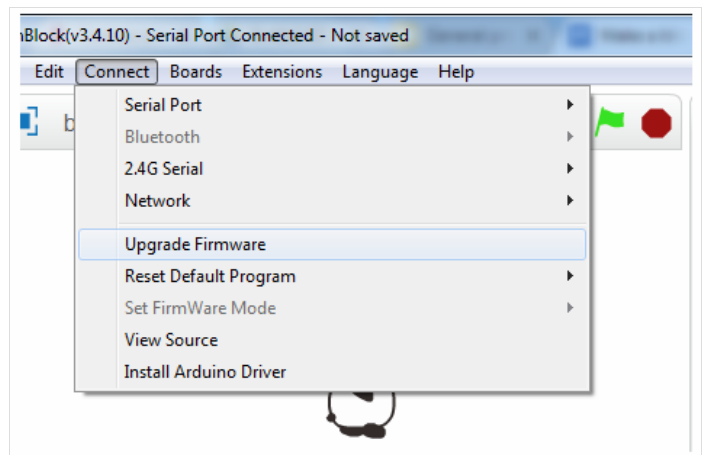 nBlock(v3.4.10) - Serial Port Connected - Not saved
Edit Connect Boards Extensions Language Help
b
Serial Port
Bluetooth
2.4G Serial
Network
Upgrade Firmware
Reset Default Program
Set FirmWare Mode
View Source
Install Arduino Driver